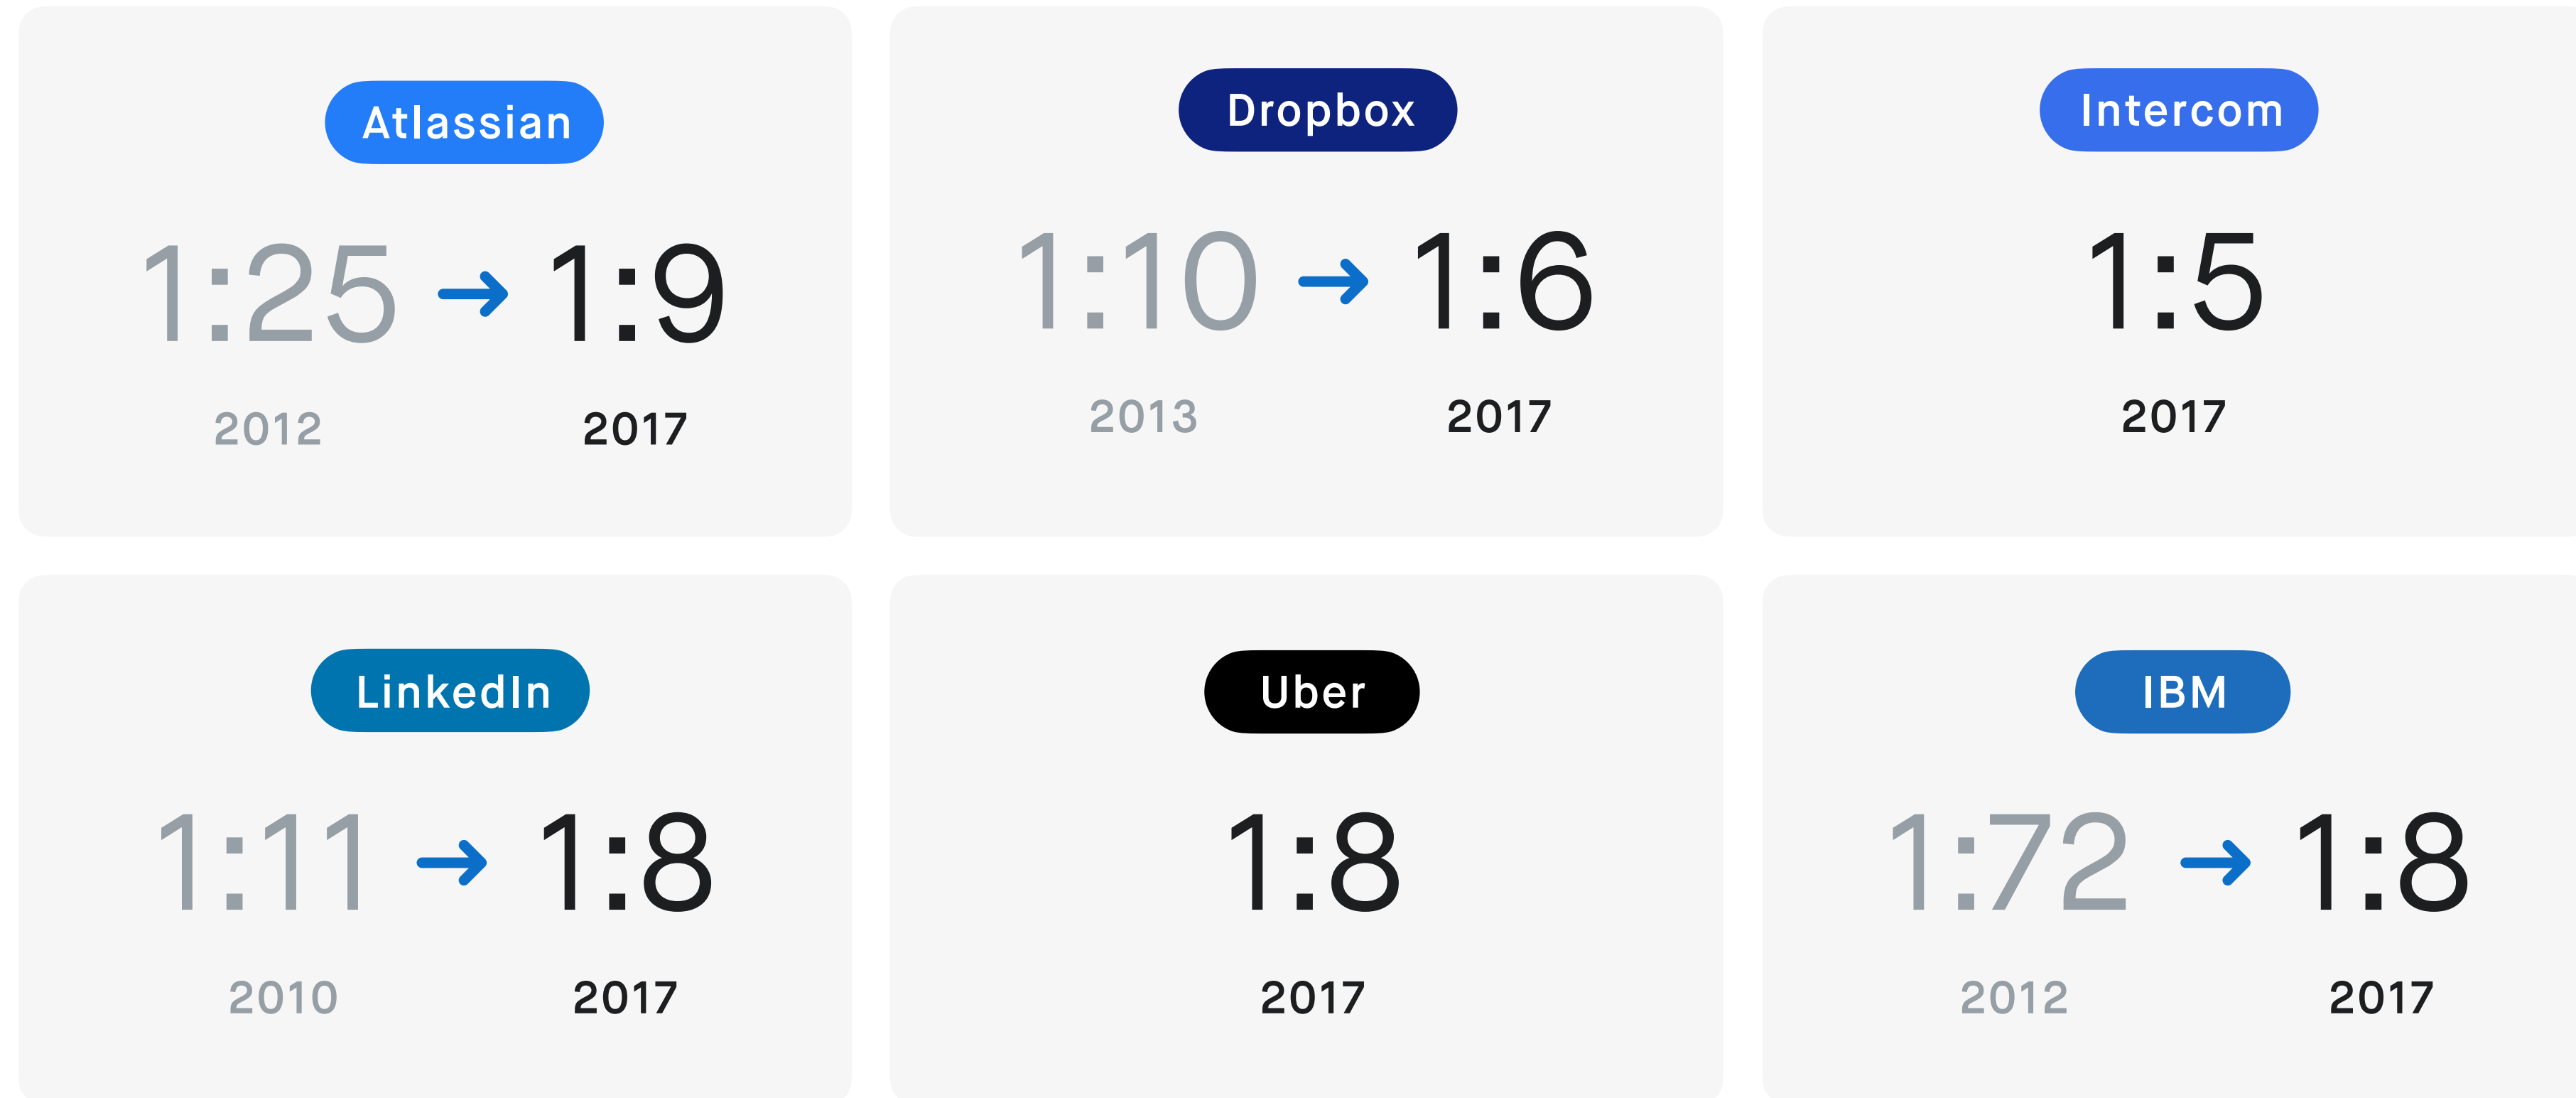 Atlassian
1:25 → 1:9
2012 2017
Dropbox
1:10 → 1:6
2013 2017
Intercom
1:5
2017
LinkedIn
1:11 → 1:8
2010 2017
Uber
1:8
2017
IBM
1:72 → 1:8
2012 2017